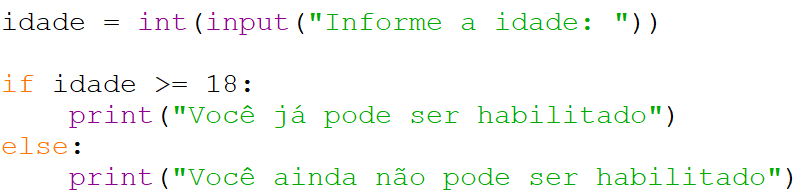 idade = int(input("Informe a idade: "))
if idade >= 18:
    print("Você já pode ser habilitado")
else:
    print("Você ainda não pode ser habilitado")